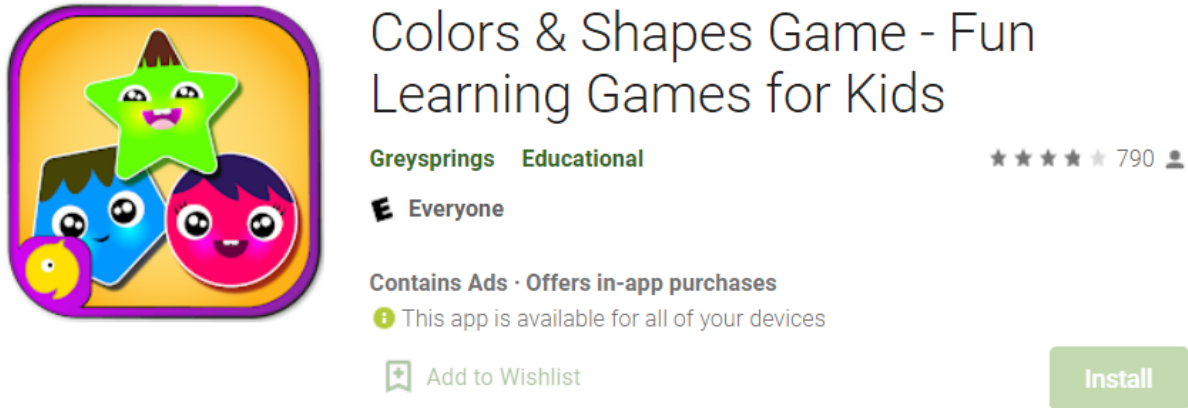 Colors & Shapes Game - Fun
Learning Games for Kids
Greysprings Educational 790
E Everyone
Contains Ads · Offers in-app purchases
This app is available for all of your devices
Add to Wishlist Install